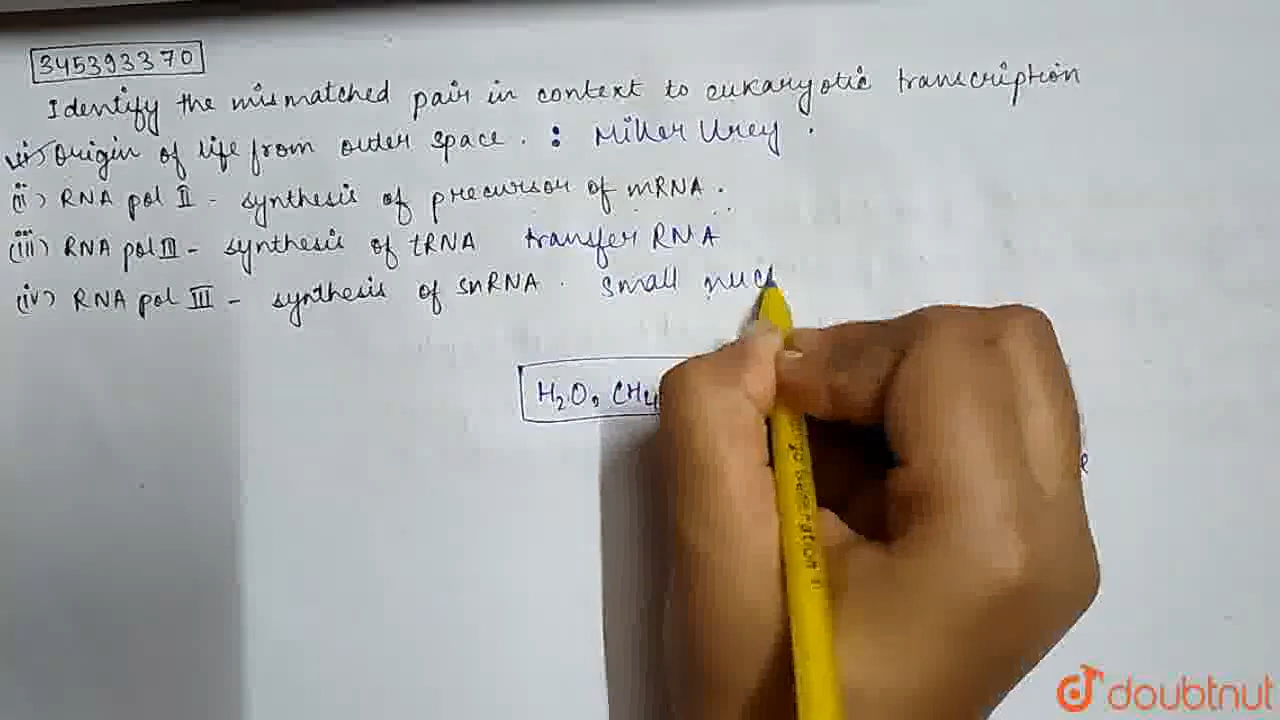 345393370
Identify the mismatched pair in context to eukaryotic transcription
(i) Origin of life from outer space. : Miller Urey.
(ii) RNA pol II - synthesis of precursor of mRNA.
(iii) RNA pol III - synthesis of tRNA transfer RNA
(iv) RNA pol III - synthesis of snRNA. small nuc
H₂O, CH₄
doubtnut